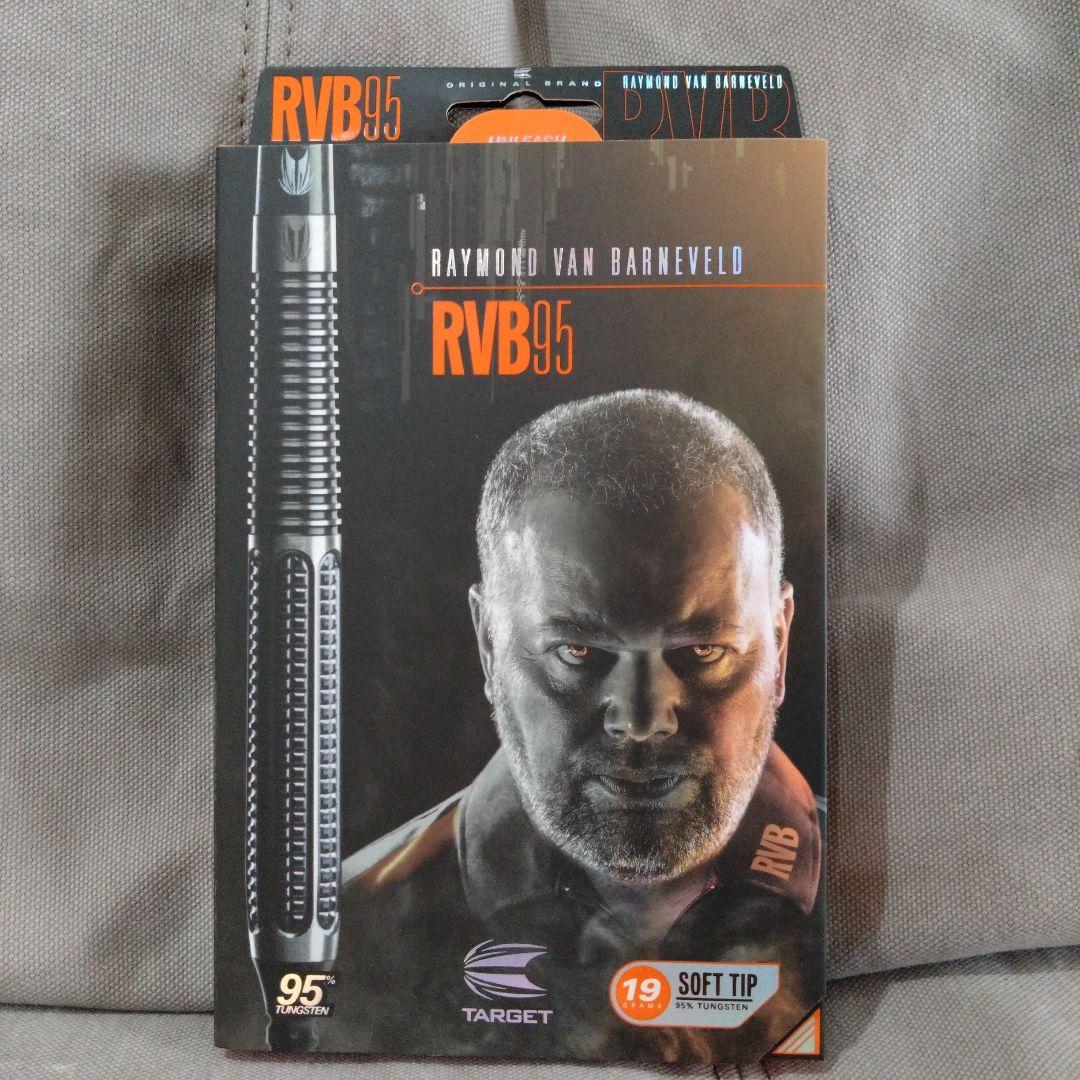 RVB95
ORIGINAL BRAND
RAYMOND VAN BARNEVELD
RVB
UNLEASH
RAYMOND VAN BARNEVELD
RVB95
RVB
95%
TUNGSTEN
TARGET
19
GRAMS
SOFT TIP
95% TUNGSTEN